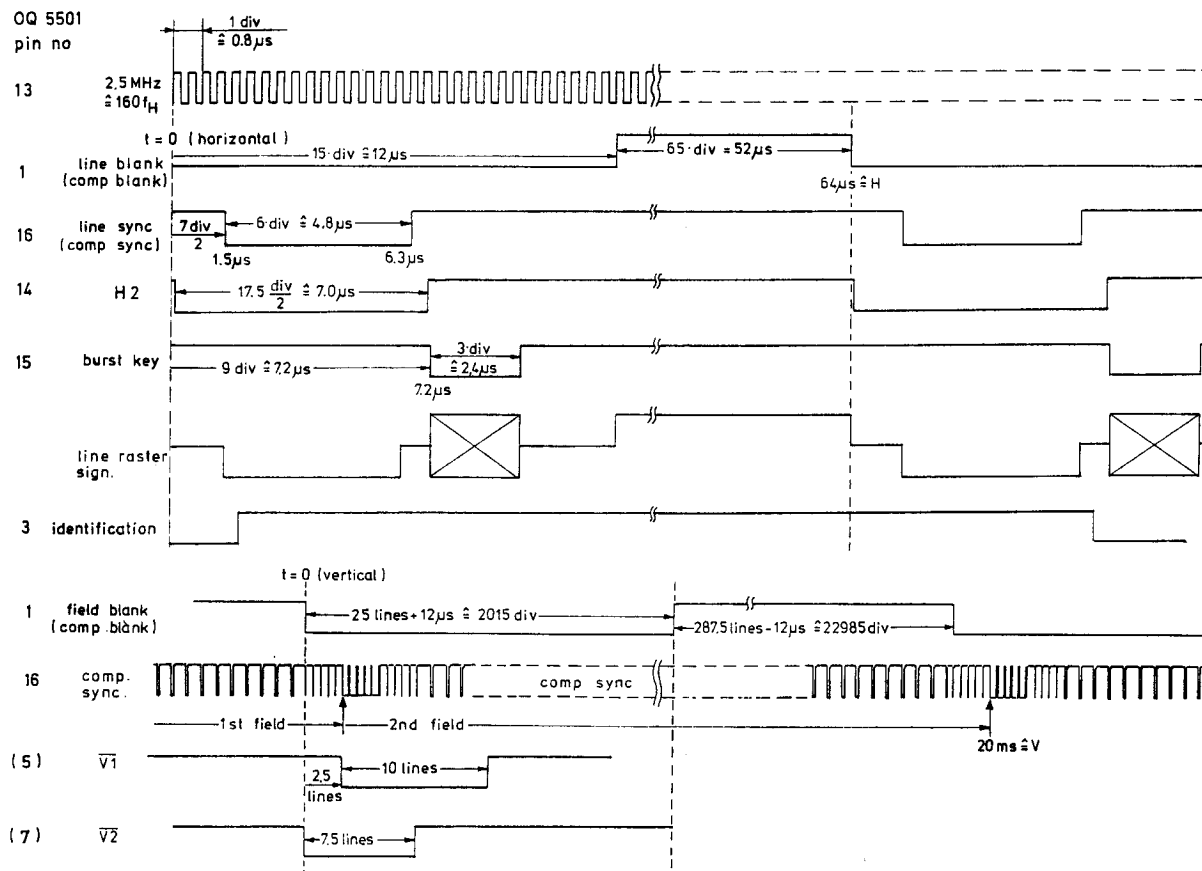 OQ 5501
pin no
1 div
≙ 0.8µs
13
2,5 MHz
≙160 fH
t = 0 (horizontal)
15·div ≙12µs
65·div = 52µs
1
line blank
(comp blank)
64µs ≙ H
16
line sync
(comp sync)
7 div
2
6·div ≙ 4.8µs
1.5µs
6.3µs
14
H2
17.5 div/2 ≙ 7.0µs
15
burst key
9 div ≙7.2µs
3·div
≙2,4µs
7.2µs
line raster
sign.
3
identification
t = 0 (vertical)
1
field blank
(comp.blank)
25 lines+12µs ≙ 2015 div
287.5 lines-12µs ≙22985 div
16
comp.
sync.
comp sync
1st field
2nd field
20 ms≙V
(5)
V1
2,5
lines
10 lines
(7)
V2
7.5 lines